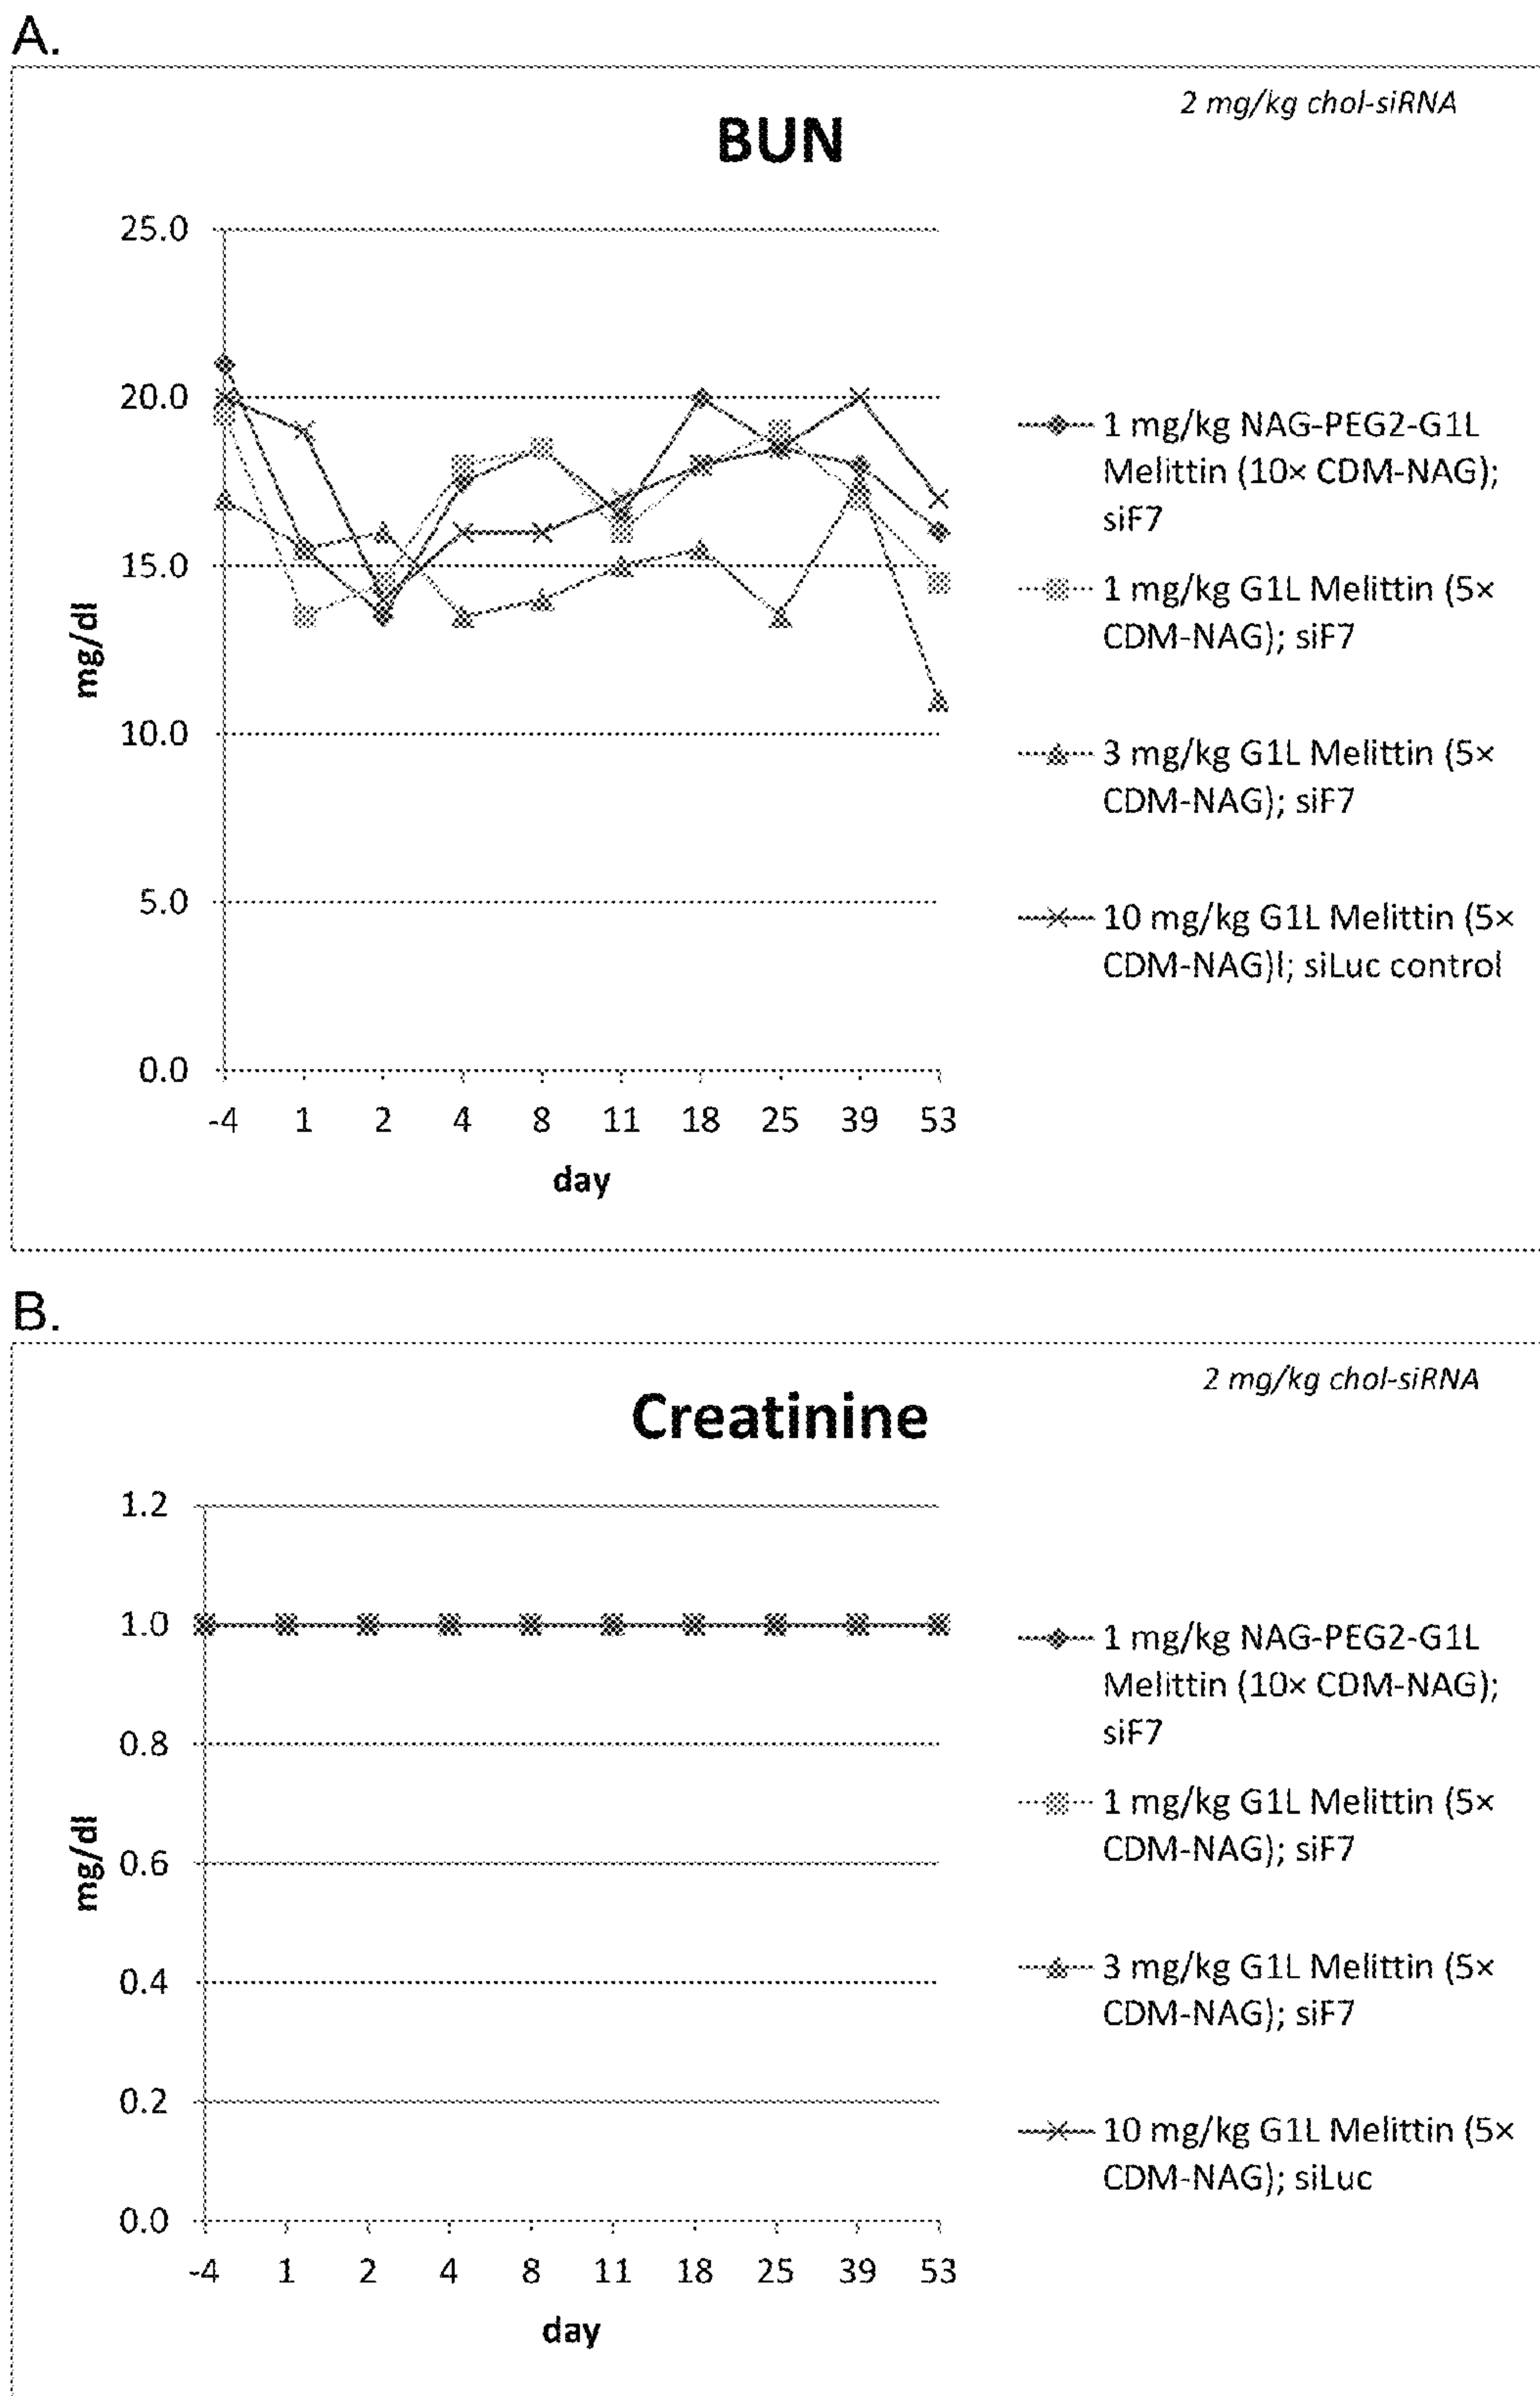 A.
2 mg/kg chol-siRNA
BUN
25.0
20.0
15.0
10.0
5.0
0.0
mg/dl
-4 1 2 4 8 11 18 25 39 53
day
1 mg/kg NAG-PEG2-G1L
Melittin (10× CDM-NAG);
siF7
1 mg/kg G1L Melittin (5×
CDM-NAG); siF7
3 mg/kg G1L Melittin (5×
CDM-NAG); siF7
10 mg/kg G1L Melittin (5×
CDM-NAG)l; siLuc control
B.
2 mg/kg chol-siRNA
Creatinine
1.2
1.0
0.8
0.6
0.4
0.2
0.0
mg/dl
-4 1 2 4 8 11 18 25 39 53
day
1 mg/kg NAG-PEG2-G1L
Melittin (10× CDM-NAG);
siF7
1 mg/kg G1L Melittin (5×
CDM-NAG); siF7
3 mg/kg G1L Melittin (5×
CDM-NAG); siF7
10 mg/kg G1L Melittin (5×
CDM-NAG); siLuc